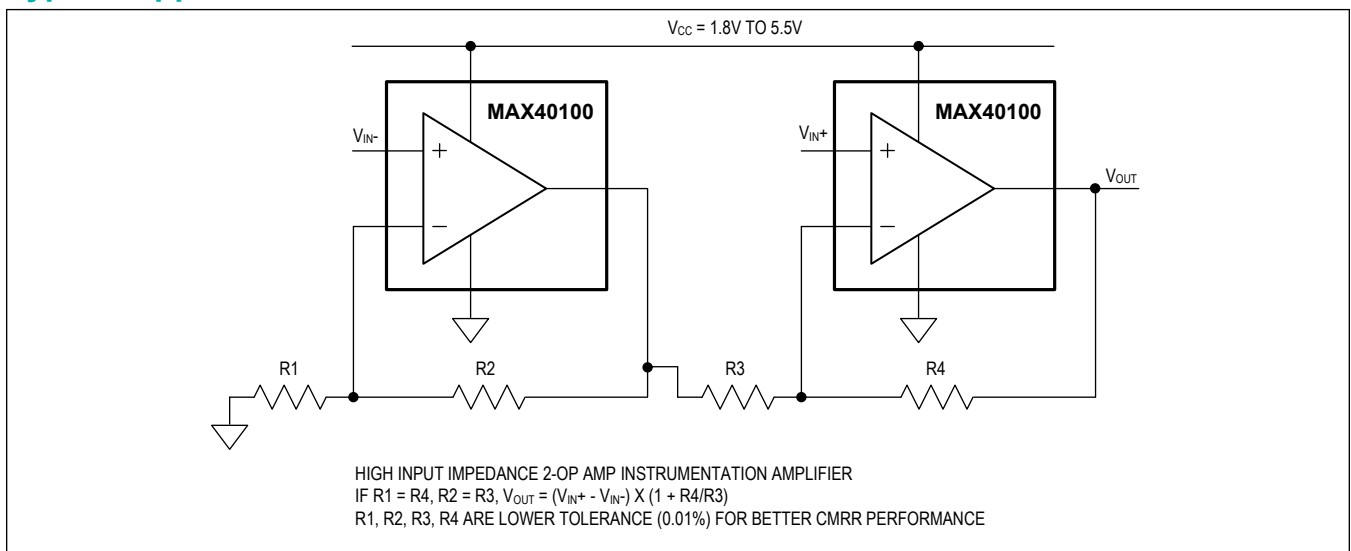 VCC = 1.8V TO 5.5V
MAX40100
MAX40100
VIN-
+
−
VIN+
+
−
VOUT
R1
R2
R3
R4
HIGH INPUT IMPEDANCE 2-OP AMP INSTRUMENTATION AMPLIFIER
IF R1 = R4, R2 = R3, VOUT = (VIN+ - VIN-) X (1 + R4/R3)
R1, R2, R3, R4 ARE LOWER TOLERANCE (0.01%) FOR BETTER CMRR PERFORMANCE